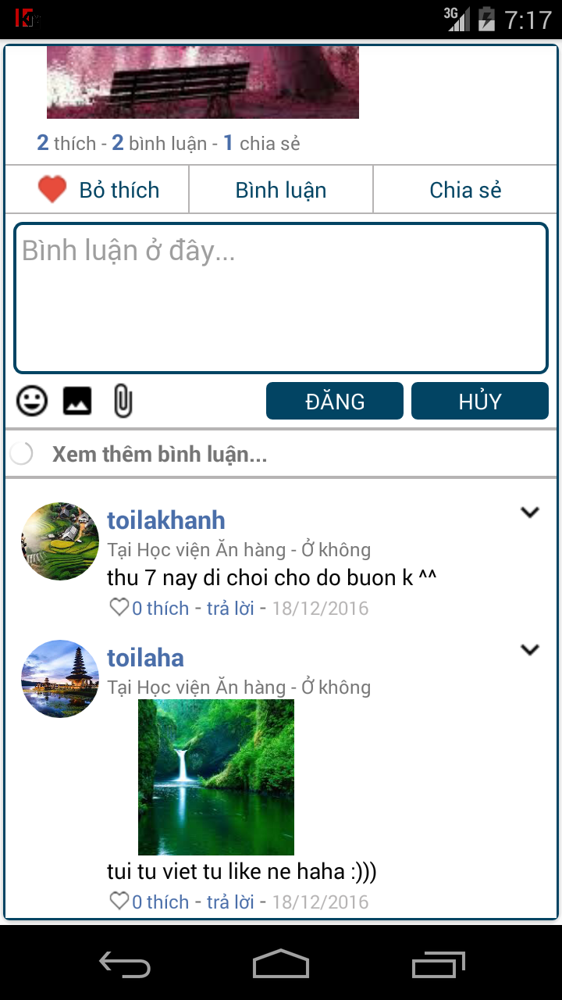 3G 7:17
2 thích - 2 bình luận - 1 chia sẻ
Bỏ thích Bình luận Chia sẻ
Bình luận ở đây...
ĐĂNG HỦY
Xem thêm bình luận...
toilakhanh
Tại Học viện Ăn hàng - Ở không
thu 7 nay di choi cho do buon k ^^
0 thích - trả lời - 18/12/2016
toilaha
Tại Học viện Ăn hàng - Ở không
tui tu viet tu like ne haha :)))
0 thích - trả lời - 18/12/2016